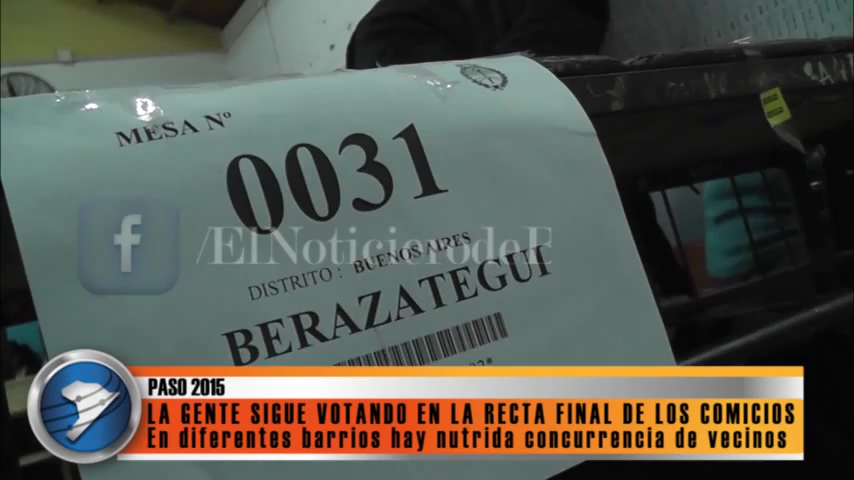 MESA Nº
0031
/ElNoticierodeE
DISTRITO : BUENOS AIRES
BERAZATEGUI
PASO 2015
LA GENTE SIGUE VOTANDO EN LA RECTA FINAL DE LOS COMICIOS
En diferentes barrios hay nutrida concurrencia de vecinos